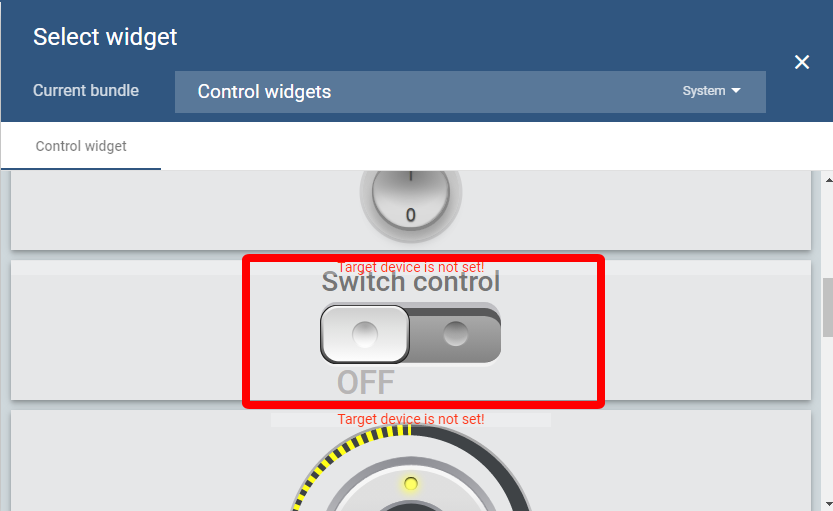 Select widget
Current bundle
Control widgets
System
Control widget
0
Target device is not set!
Switch control
OFF
Target device is not set!